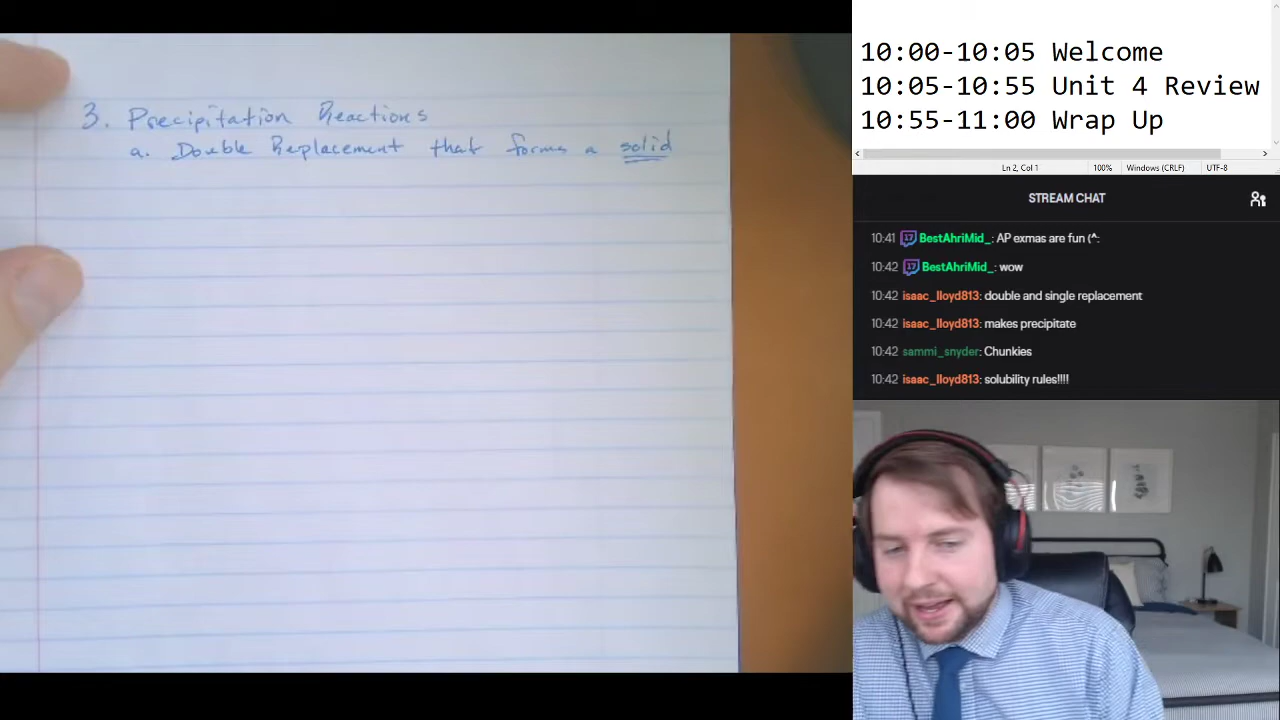 3. Precipitation Reactions
a. Double Replacement that forms a solid
10:00-10:05 Welcome
10:05-10:55 Unit 4 Review
10:55-11:00 Wrap Up
Ln 2, Col 1 100% Windows (CRLF) UTF-8
STREAM CHAT
10:41 17 BestAhriMid_: AP exmas are fun (^:
10:42 17 BestAhriMid_: wow
10:42 isaac_lloyd813: double and single replacement
10:42 isaac_lloyd813: makes precipitate
10:42 sammi_snyder: Chunkies
10:42 isaac_lloyd813: solubility rules!!!!